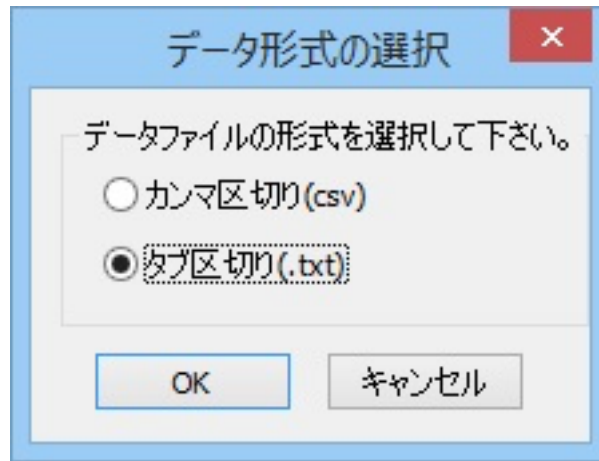 データ形式の選択
データファイルの形式を選択して下さい。
カンマ区切り(csv)
タブ区切り(.txt)
OK
キャンセル